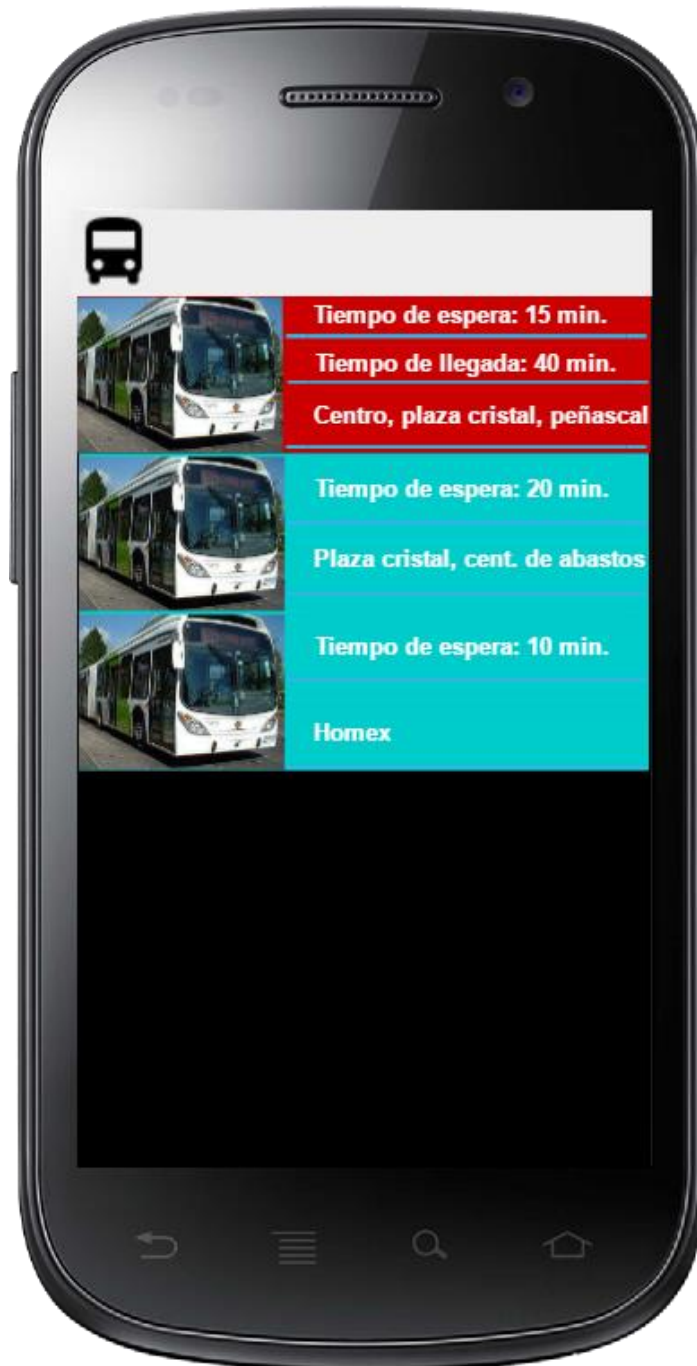 Tiempo de espera: 15 min.
Tiempo de llegada: 40 min.
Centro, plaza cristal, peñascal
Tiempo de espera: 20 min.
Plaza cristal, cent. de abastos
Tiempo de espera: 10 min.
Homex